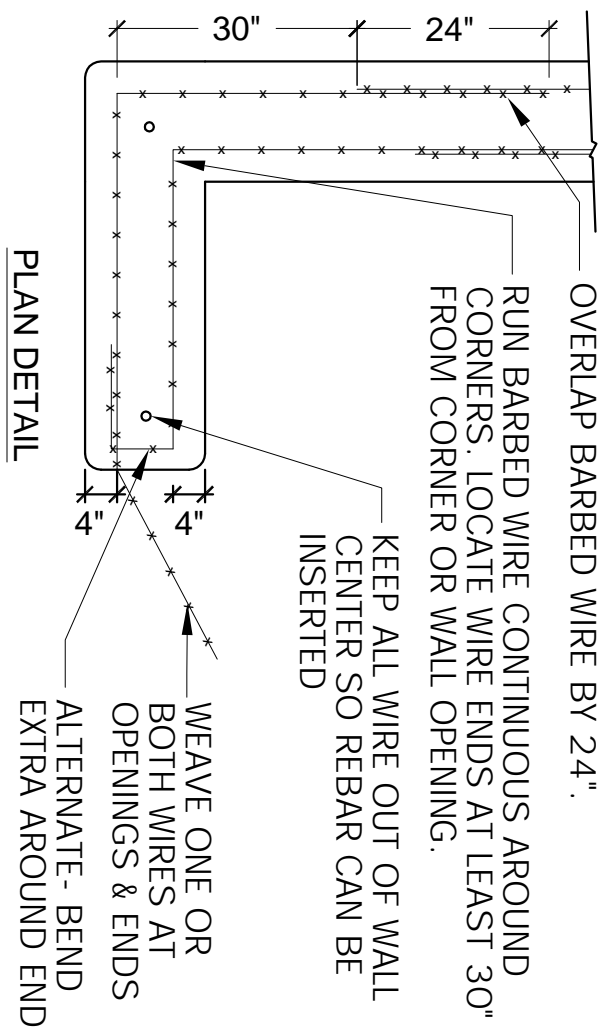 30"
24"
OVERLAP BARBED WIRE BY 24".
RUN BARBED WIRE CONTINUOUS AROUND
CORNERS. LOCATE WIRE ENDS AT LEAST 30"
FROM CORNER OR WALL OPENING.
KEEP ALL WIRE OUT OF WALL
CENTER SO REBAR CAN BE
INSERTED
WEAVE ONE OR
BOTH WIRES AT
OPENINGS & ENDS
ALTERNATE- BEND
EXTRA AROUND END
4"
4"
PLAN DETAIL